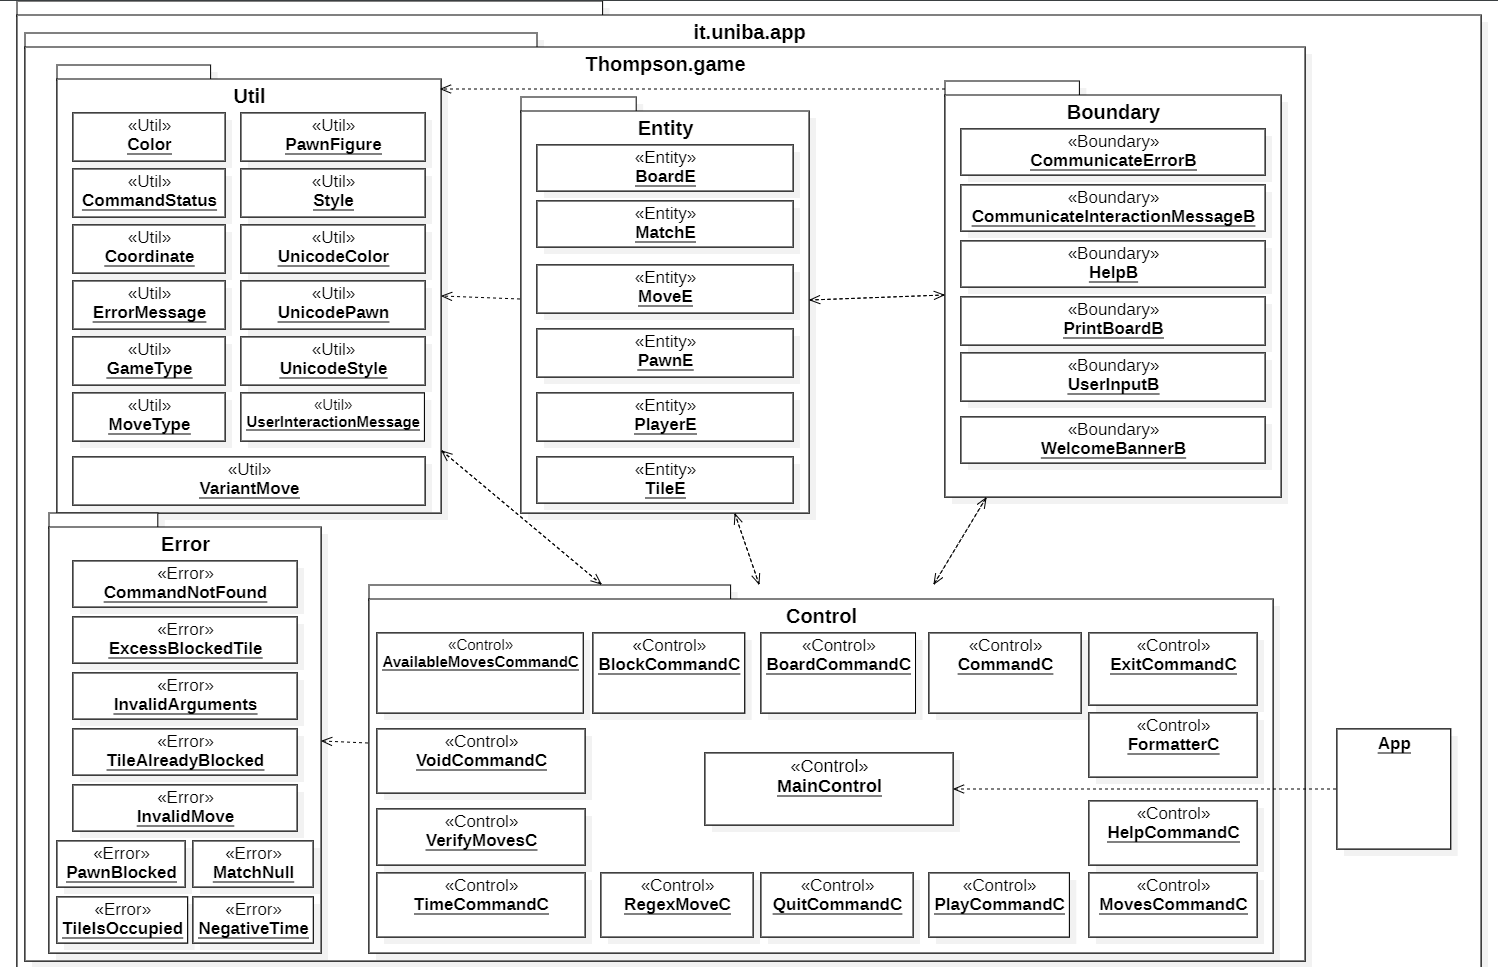 it.uniba.app
Thompson.game
Util
«Util»
Color
«Util»
PawnFigure
«Util»
CommandStatus
«Util»
Style
«Util»
Coordinate
«Util»
UnicodeColor
«Util»
ErrorMessage
«Util»
UnicodePawn
«Util»
GameType
«Util»
UnicodeStyle
«Util»
MoveType
«Util»
UserInteractionMessage
«Util»
VariantMove
Entity
«Entity»
BoardE
«Entity»
MatchE
«Entity»
MoveE
«Entity»
PawnE
«Entity»
PlayerE
«Entity»
TileE
Boundary
«Boundary»
CommunicateErrorB
«Boundary»
CommunicateInteractionMessageB
«Boundary»
HelpB
«Boundary»
PrintBoardB
«Boundary»
UserInputB
«Boundary»
WelcomeBannerB
Error
«Error»
CommandNotFound
«Error»
ExcessBlockedTile
«Error»
InvalidArguments
«Error»
TileAlreadyBlocked
«Error»
InvalidMove
«Error»
PawnBlocked
«Error»
MatchNull
«Error»
TileIsOccupied
«Error»
NegativeTime
Control
«Control»
AvailableMovesCommandC
«Control»
BlockCommandC
«Control»
BoardCommandC
«Control»
CommandC
«Control»
ExitCommandC
«Control»
FormatterC
«Control»
VoidCommandC
«Control»
MainControl
«Control»
VerifyMovesC
«Control»
HelpCommandC
«Control»
TimeCommandC
«Control»
RegexMoveC
«Control»
QuitCommandC
«Control»
PlayCommandC
«Control»
MovesCommandC
App